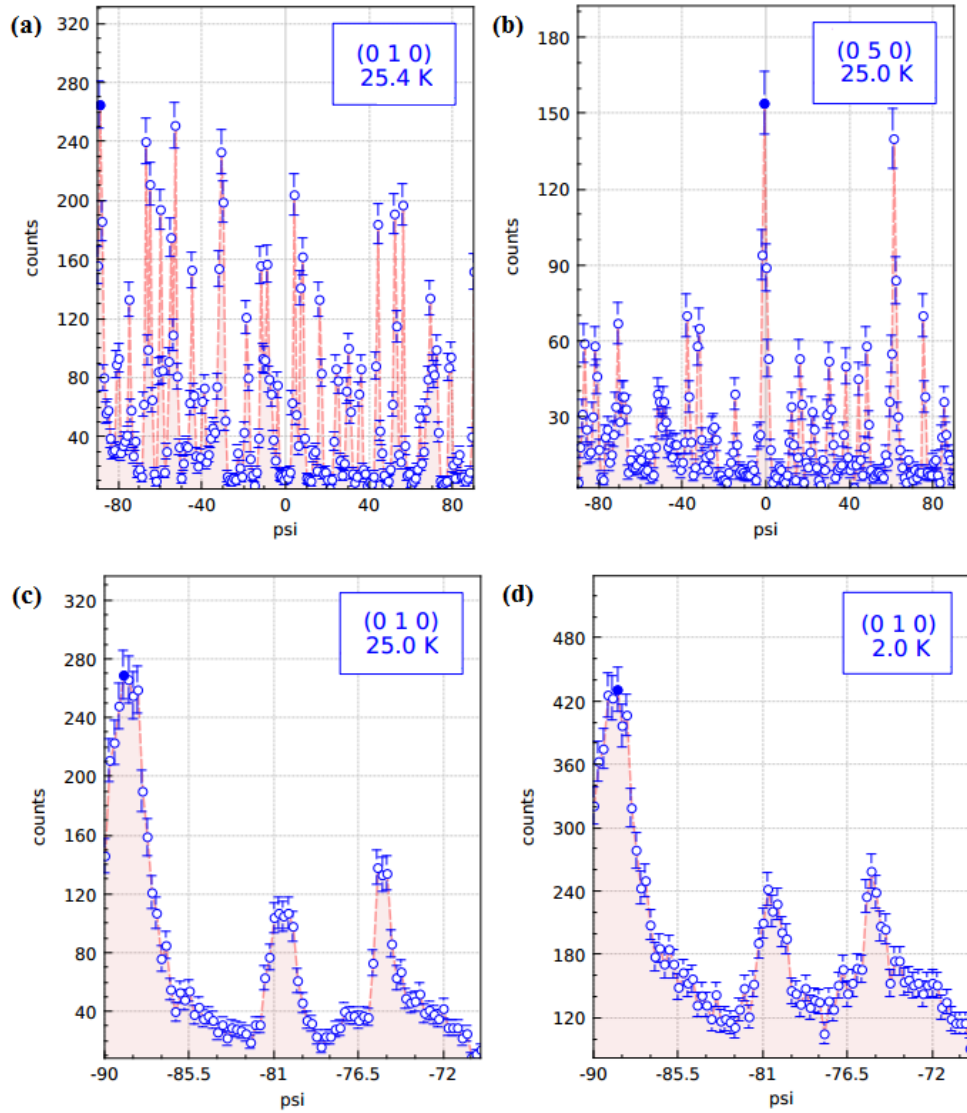 (a)
(0 1 0)
25.4 K
counts
320
280
240
200
160
120
80
40
-80
-40
0
40
80
psi
(b)
(0 5 0)
25.0 K
counts
180
150
120
90
60
30
-80
-40
0
40
80
psi
(c)
(0 1 0)
25.0 K
counts
320
280
240
200
160
120
80
40
-90
-85.5
-81
-76.5
-72
psi
(d)
(0 1 0)
2.0 K
counts
480
420
360
300
240
180
120
-90
-85.5
-81
-76.5
-72
psi